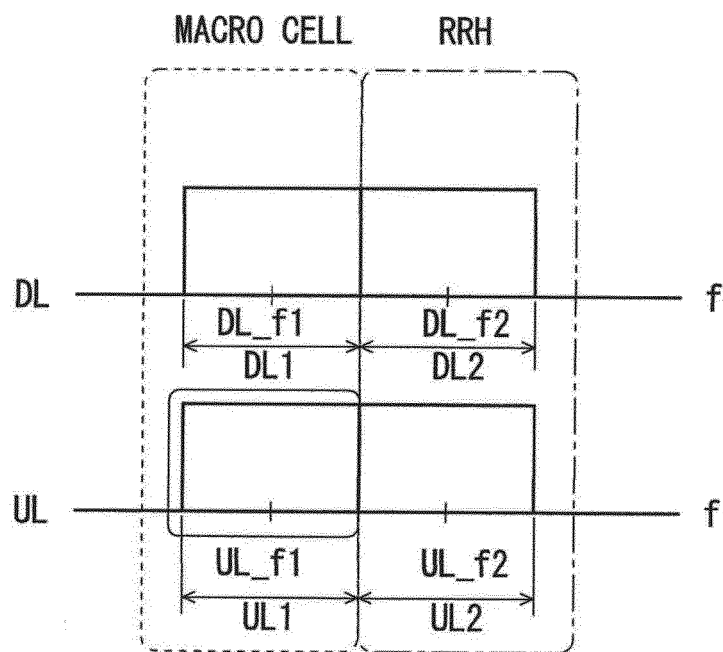 MACRO CELL RRH
DL f
DL_f1 DL_f2
DL1 DL2
UL f
UL_f1 UL_f2
UL1 UL2